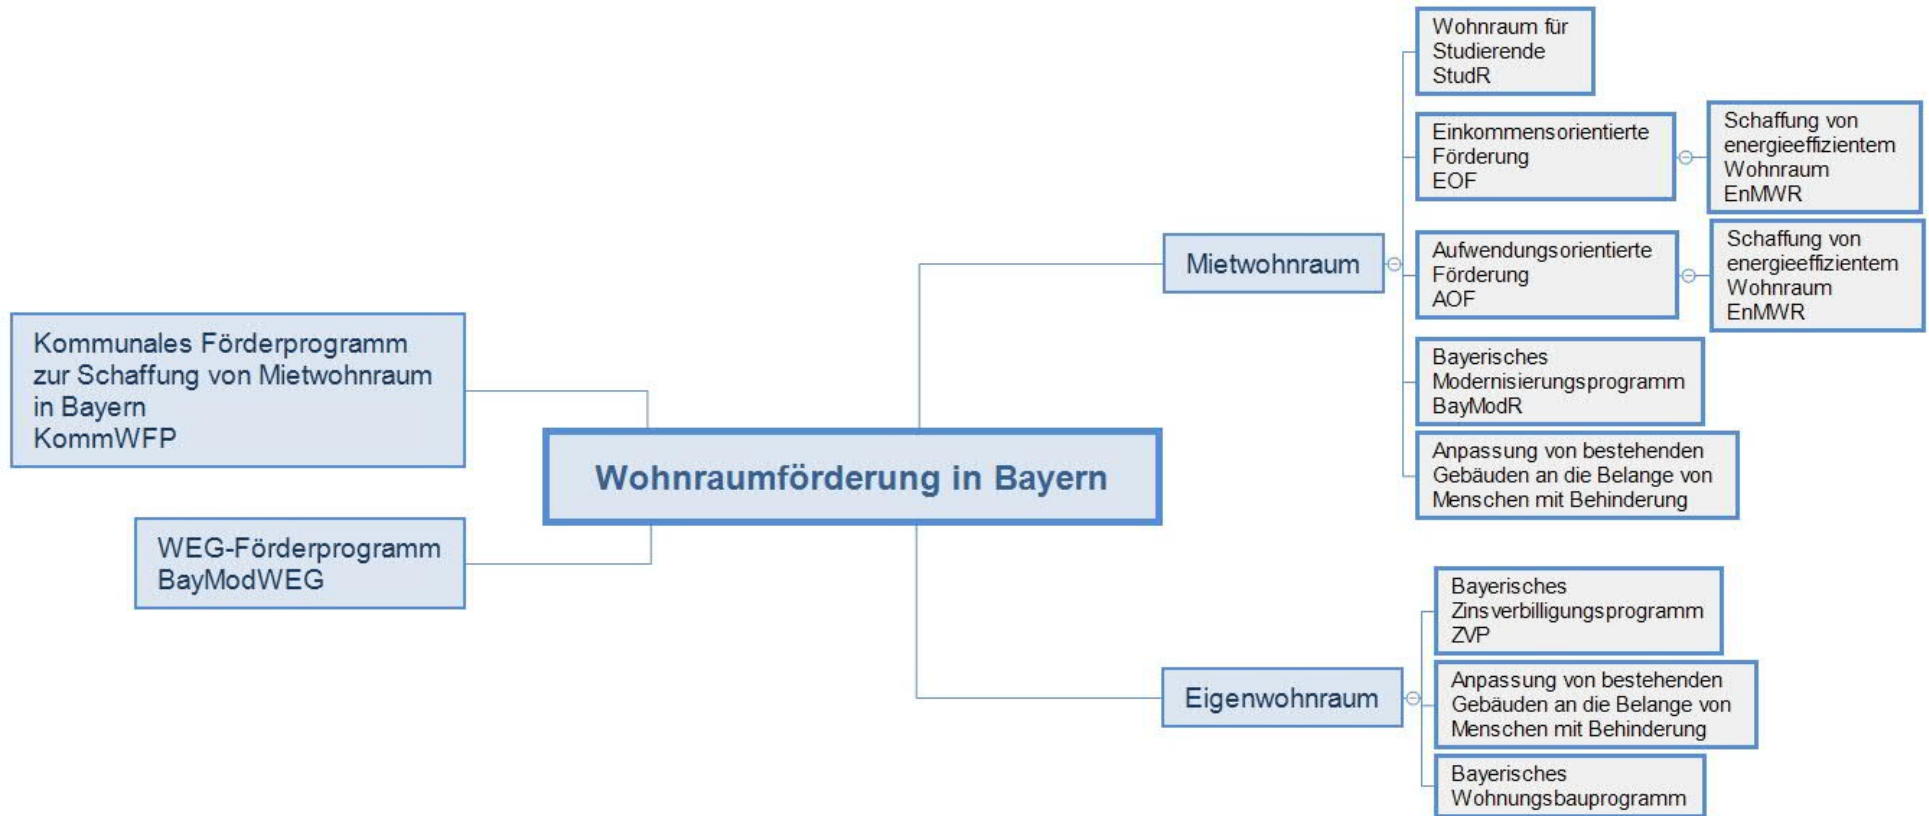 Wohnraumförderung in Bayern
Kommunales Förderprogramm
zur Schaffung von Mietwohnraum
in Bayern
KommWFP
WEG-Förderprogramm
BayModWEG
Mietwohnraum
Wohnraum für
Studierende
StudR
Einkommensorientierte
Förderung
EOF
Schaffung von
energieeffizientem
Wohnraum
EnMWR
Aufwendungsorientierte
Förderung
AOF
Schaffung von
energieeffizientem
Wohnraum
EnMWR
Bayerisches
Modernisierungsprogramm
BayModR
Anpassung von bestehenden
Gebäuden an die Belange von
Menschen mit Behinderung
Eigenwohnraum
Bayerisches
Zinsverbilligungsprogramm
ZVP
Anpassung von bestehenden
Gebäuden an die Belange von
Menschen mit Behinderung
Bayerisches
Wohnungsbauprogramm